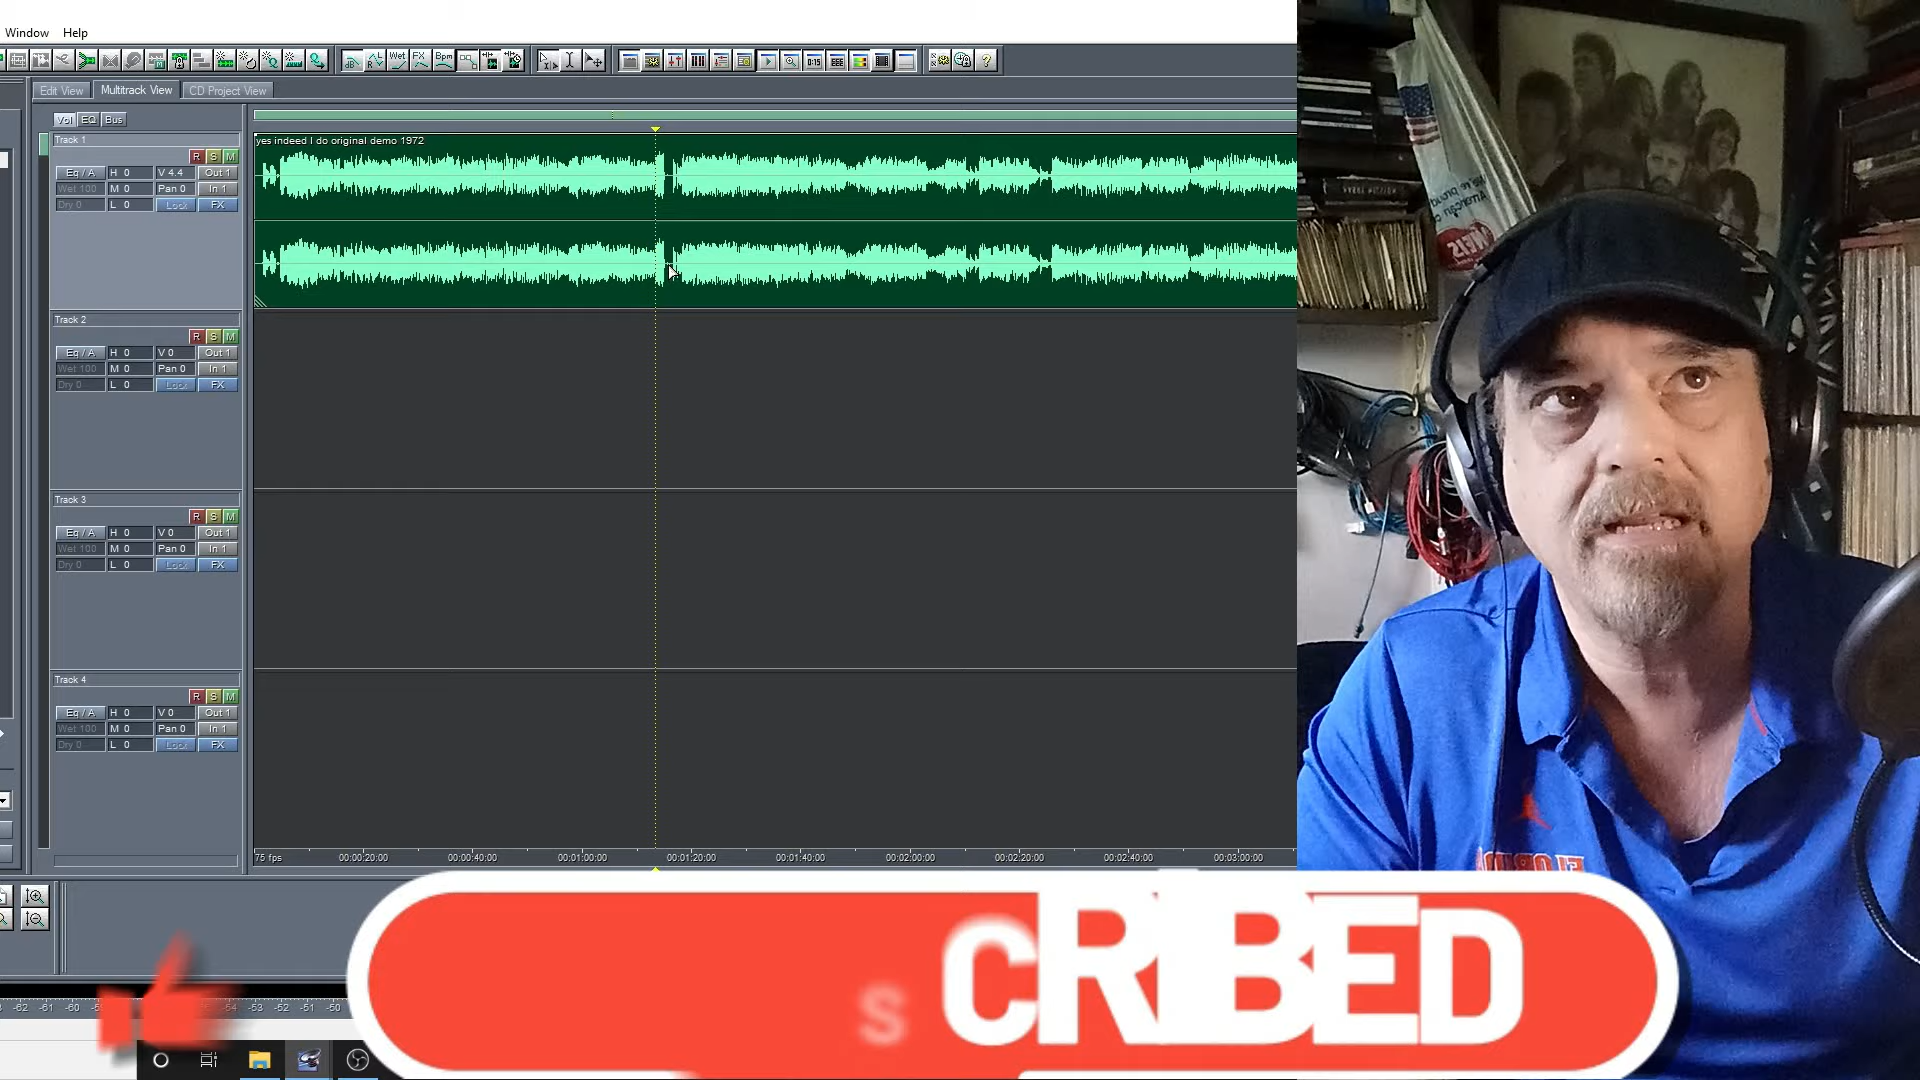 Window Help
Wet FX Bpm 0:15 ?
Edit View Multitrack View CD Project View
Vol EQ Bus
Track 1
yes indeed I do original demo 1972
R S M
Eq / A H 0 V 4.4 Out 1
Wet 100 M 0 Pan 0 In 1
Dry 0 L 0 Lock FX
Track 2
R S M
Eq / A H 0 V 0 Out 1
Wet 100 M 0 Pan 0 In 1
Dry 0 L 0 Lock FX
Track 3
R S M
Eq / A H 0 V 0 Out 1
Wet 100 M 0 Pan 0 In 1
Dry 0 L 0 Lock FX
Track 4
R S M
Eq / A H 0 V 0 Out 1
Wet 100 M 0 Pan 0 In 1
Dry 0 L 0 Lock FX
75 fps 00:00:20:00 00:00:40:00 00:01:00:00 00:01:20:00 00:01:40:00 00:02:00:00 00:02:20:00 00:02:40:00 00:03:00:00
SCRIBED
-62 -61 -60 -54 -53 -52 -51 -50